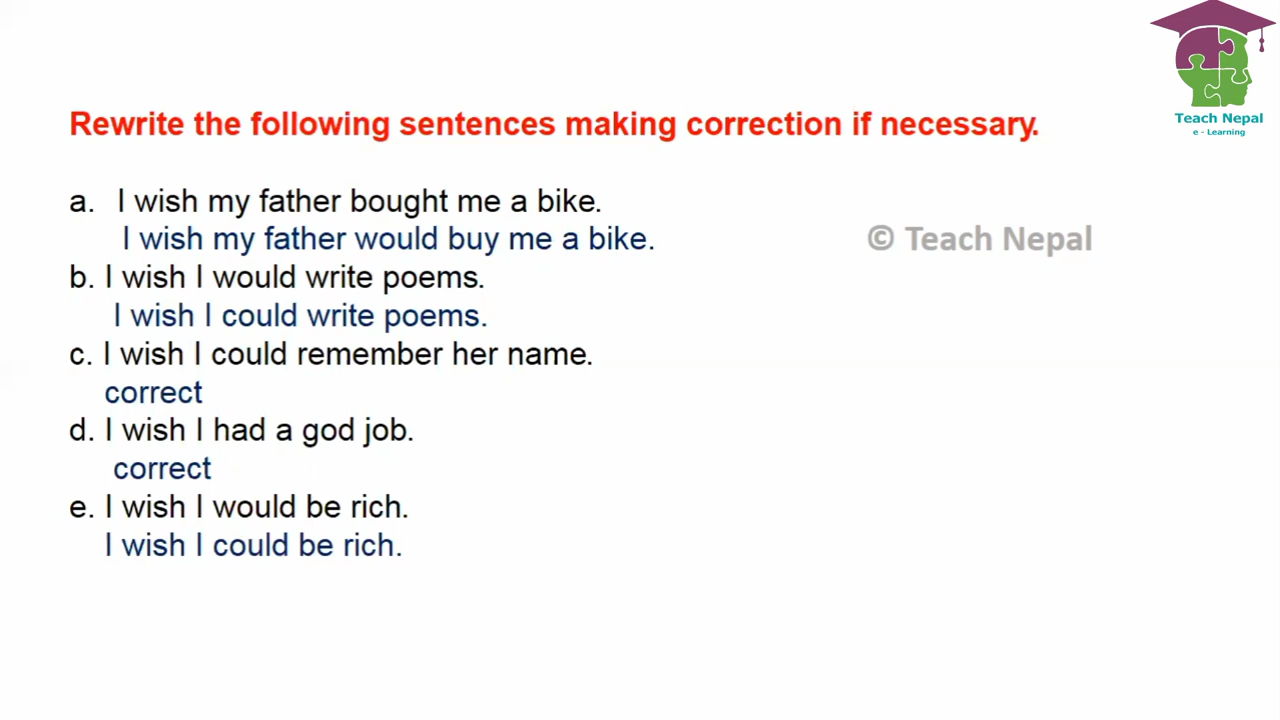 Teach Nepal
e - Learning
Rewrite the following sentences making correction if necessary.
a. I wish my father bought me a bike.
I wish my father would buy me a bike.
© Teach Nepal
b. I wish I would write poems.
I wish I could write poems.
c. I wish I could remember her name.
correct
d. I wish I had a god job.
correct
e. I wish I would be rich.
I wish I could be rich.